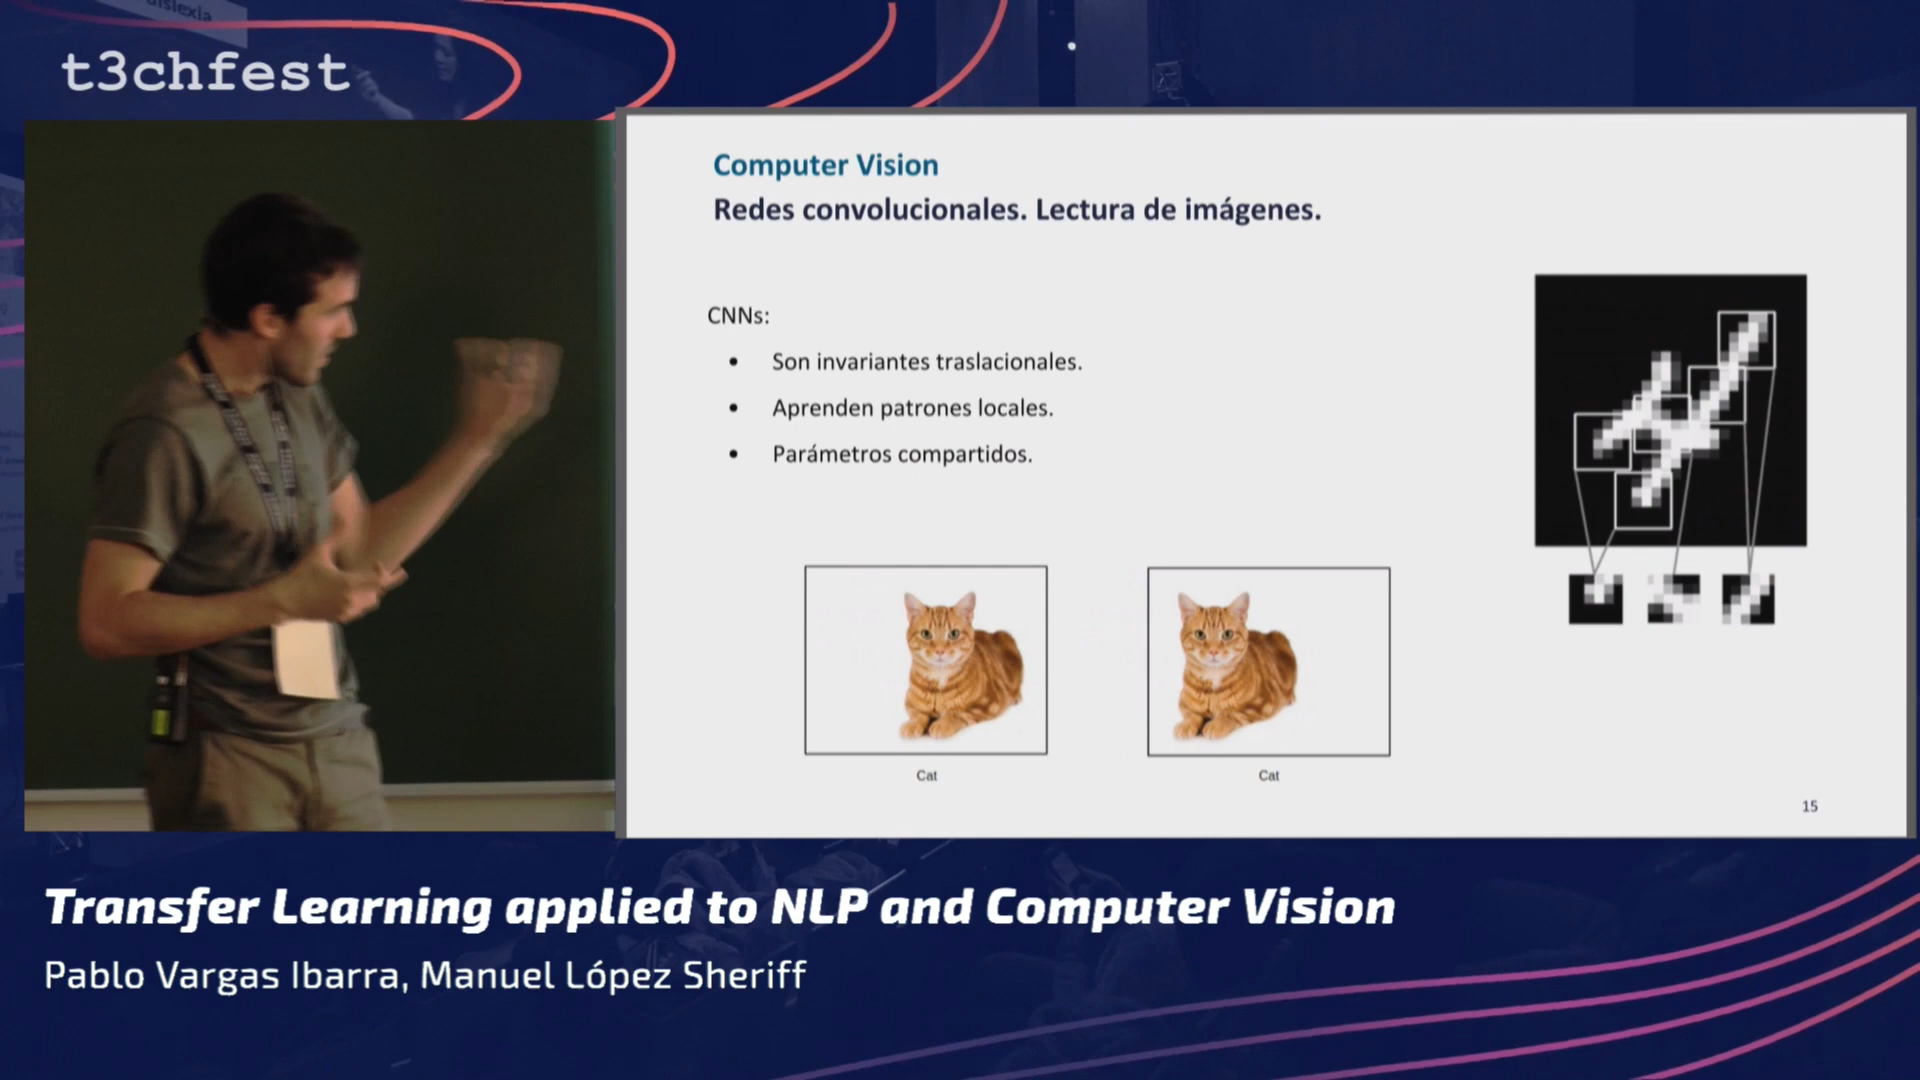 dislexia
t3chfest
Computer Vision
Redes convolucionales. Lectura de imágenes.
CNNs:
• Son invariantes traslacionales.
• Aprenden patrones locales.
• Parámetros compartidos.
Cat
Cat
15
Transfer Learning applied to NLP and Computer Vision
Pablo Vargas Ibarra, Manuel López Sheriff